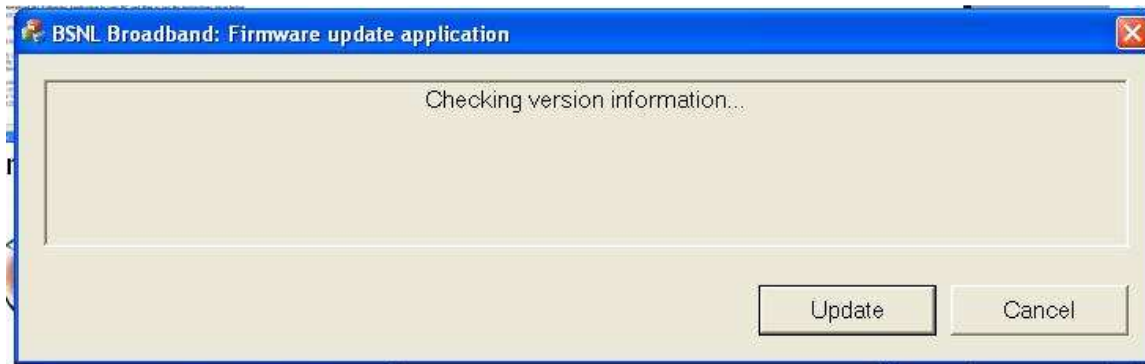 BSNL Broadband: Firmware update application
Checking version information...
Update
Cancel